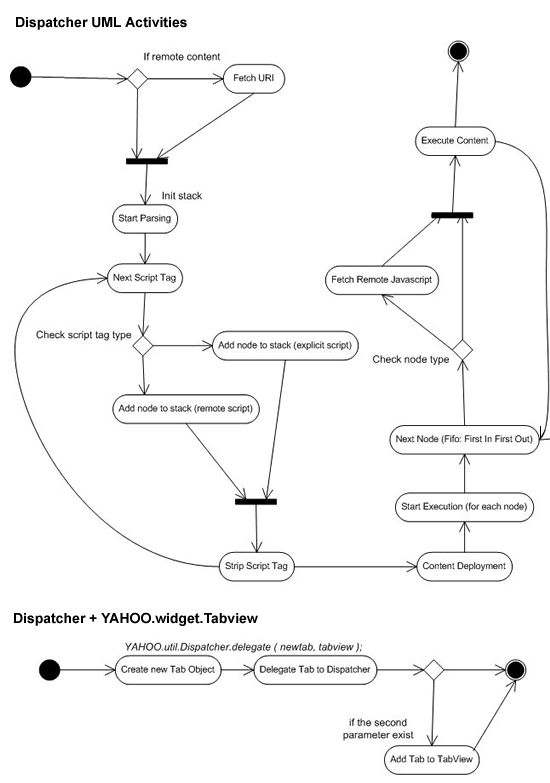 Dispatcher UML Activities
If remote content
Fetch URI
Init stack
Start Parsing
Next Script Tag
Check script tag type
Add node to stack (explicit script)
Add node to stack (remote script)
Strip Script Tag
Content Deployment
Start Execution (for each node)
Next Node (Fifo: First In First Out)
Check node type
Fetch Remote Javascript
Execute Content
Dispatcher + YAHOO.widget.Tabview
YAHOO.util.Dispatcher.delegate ( newtab, tabview );
Create new Tab Object
Delegate Tab to Dispatcher
if the second
parameter exist
Add Tab to TabView